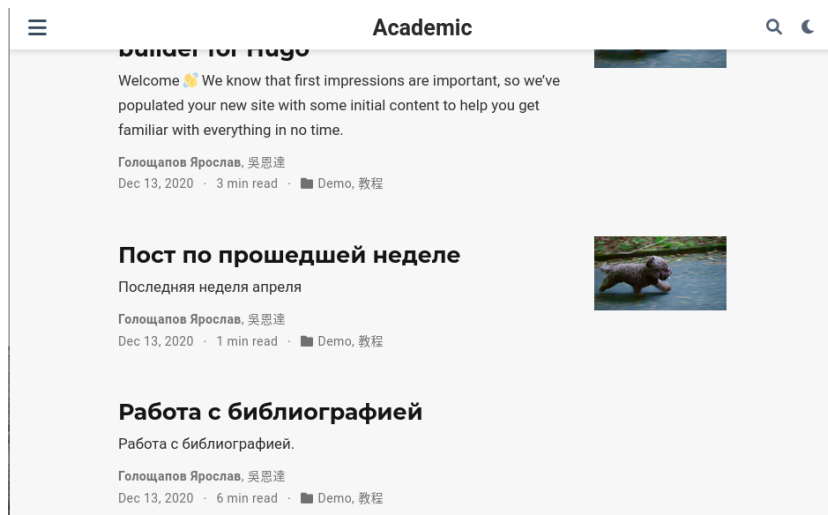 Academic
builder for Hugo
Welcome 👋 We know that first impressions are important, so we’ve
populated your new site with some initial content to help you get
familiar with everything in no time.
Голощапов Ярослав, 吳恩達
Dec 13, 2020 · 3 min read · Demo, 教程
Пост по прошедшей неделе
Последняя неделя апреля
Голощапов Ярослав, 吳恩達
Dec 13, 2020 · 1 min read · Demo, 教程
Работа с библиографией
Работа с библиографией.
Голощапов Ярослав, 吳恩達
Dec 13, 2020 · 6 min read · Demo, 教程